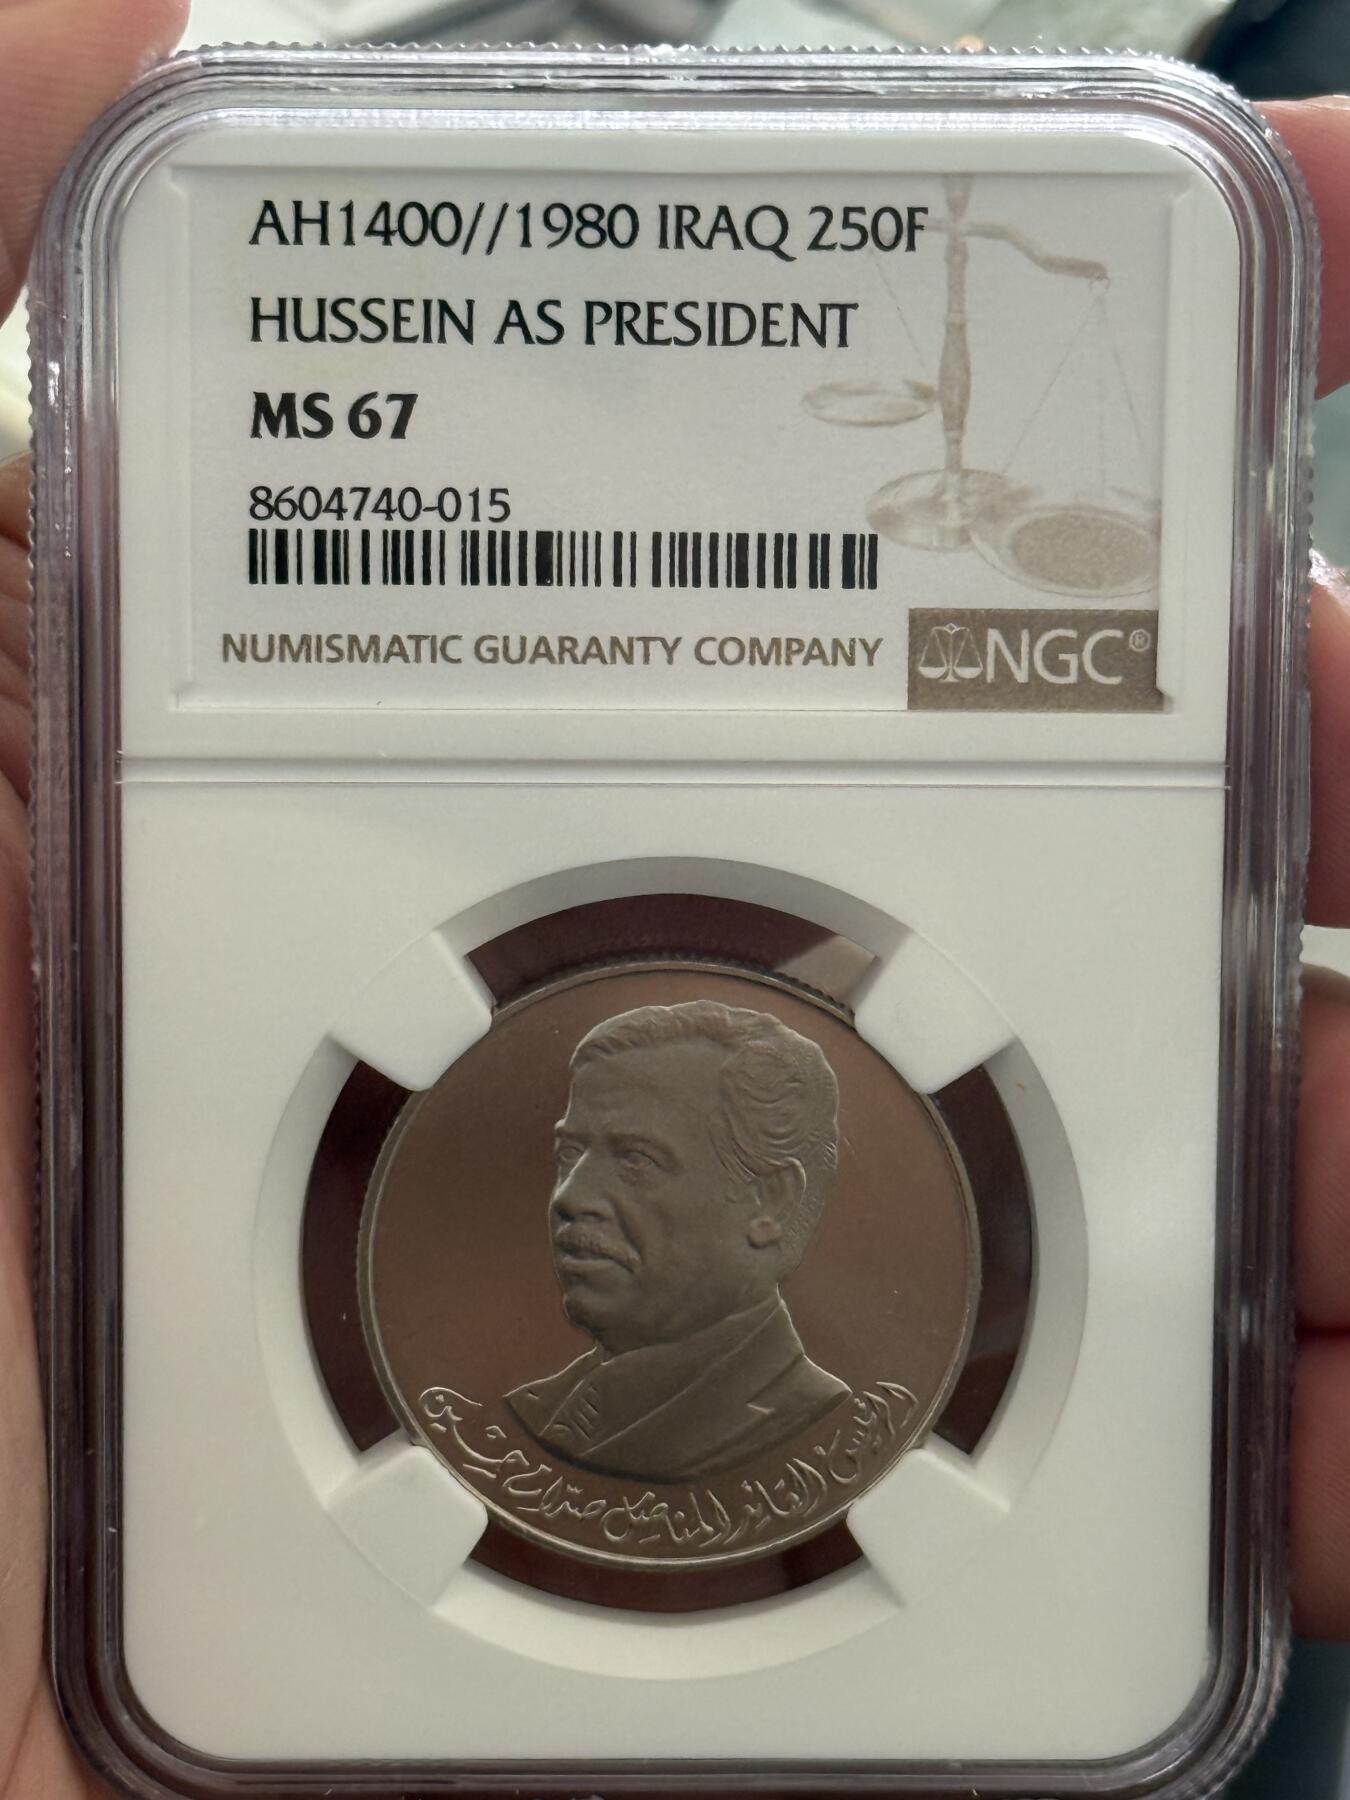 AH1400//1980 IRAQ 250F
HUSSEIN AS PRESIDENT
MS 67
8604740-015
NUMISMATIC GUARANTY COMPANY
NGC®
الرئيس القائد المناضل صدام حسين